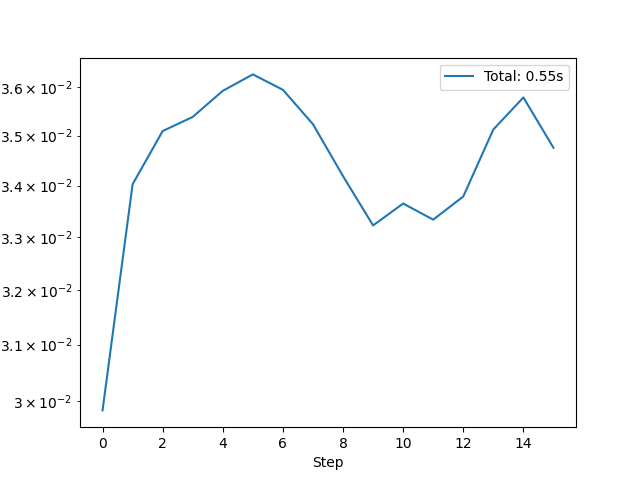 Total: 0.55s
3.6 × 10⁻²
3.5 × 10⁻²
3.4 × 10⁻²
3.3 × 10⁻²
3.2 × 10⁻²
3.1 × 10⁻²
3 × 10⁻²
0 2 4 6 8 10 12 14
Step